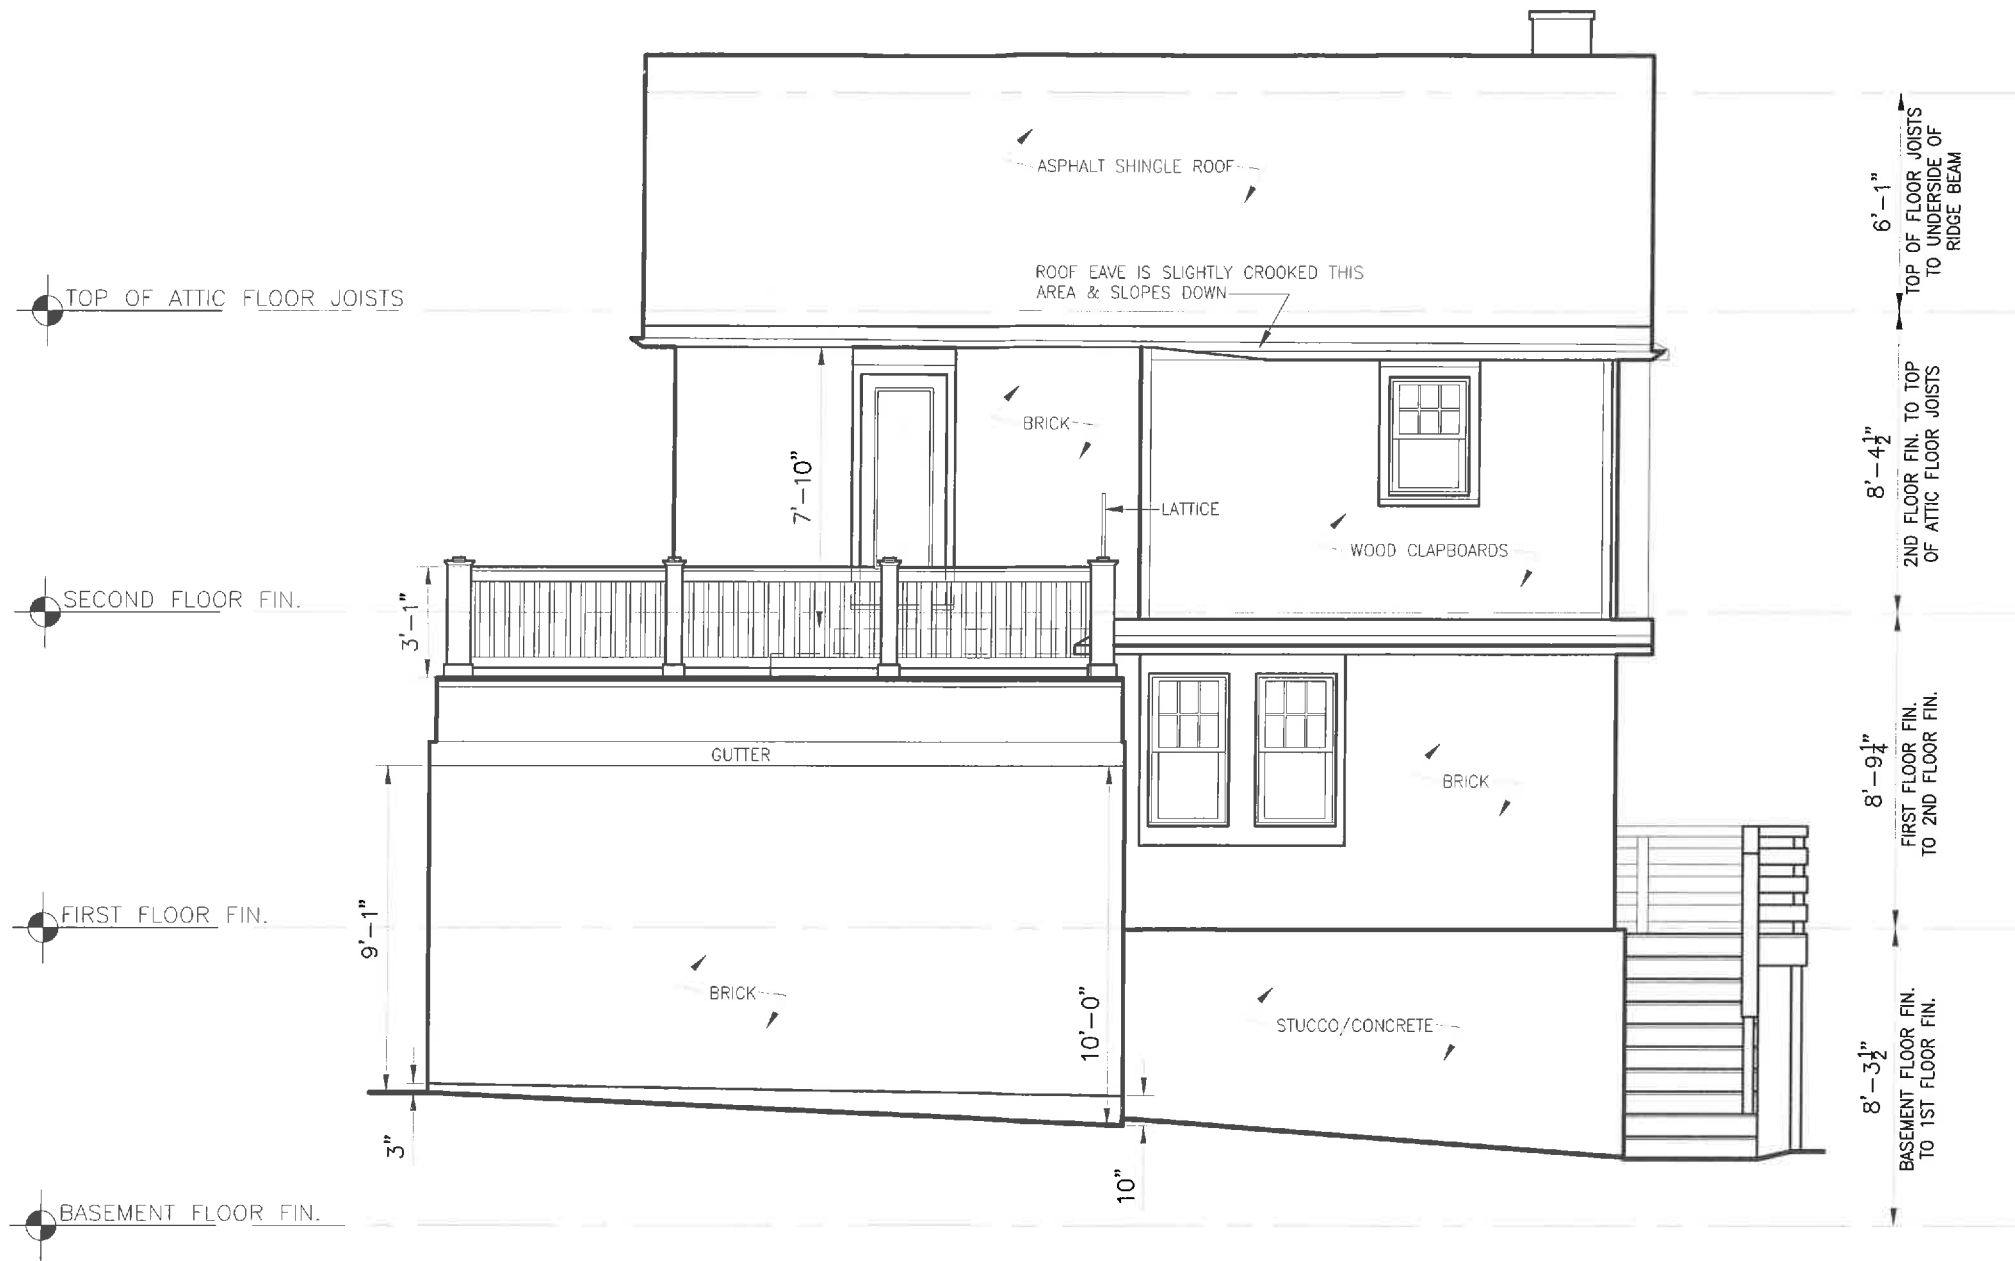 ASPHALT SHINGLE ROOF
6'-1"
TOP OF FLOOR JOISTS
TO UNDERSIDE OF
RIDGE BEAM
ROOF EAVE IS SLIGHTLY CROOKED THIS
AREA & SLOPES DOWN
TOP OF ATTIC FLOOR JOISTS
BRICK
7'-10"
LATTICE
WOOD CLAPBOARDS
8'-4½"
2ND FLOOR FIN. TO TOP
OF ATTIC FLOOR JOISTS
SECOND FLOOR FIN.
3'-1"
GUTTER
BRICK
8'-9¼"
FIRST FLOOR FIN.
TO 2ND FLOOR FIN.
FIRST FLOOR FIN.
9'-1"
BRICK
10'-0"
STUCCO/CONCRETE
8'-3½"
BASEMENT FLOOR FIN.
TO 1ST FLOOR FIN.
3"
10"
BASEMENT FLOOR FIN.